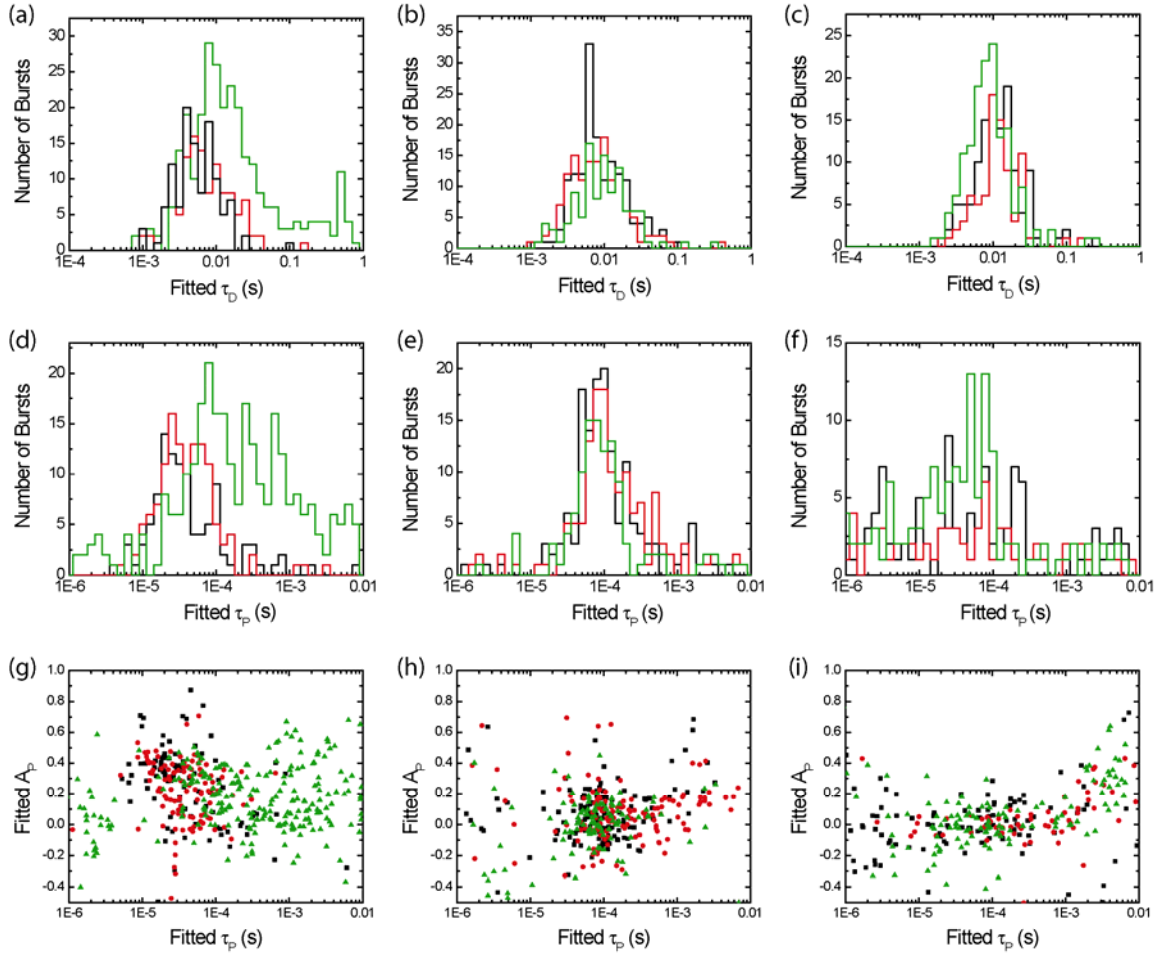 (a)
30
25
20
15
10
5
0
1E-4
1E-3
0.01
0.1
1
Number of Bursts
Fitted τD (s)
(b)
35
30
25
20
15
10
5
0
1E-4
1E-3
0.01
0.1
1
Number of Bursts
Fitted τD (s)
(c)
25
20
15
10
5
0
1E-4
1E-3
0.01
0.1
1
Number of Bursts
Fitted τD (s)
(d)
20
15
10
5
0
1E-6
1E-5
1E-4
1E-3
0.01
Number of Bursts
Fitted τP (s)
(e)
20
15
10
5
0
1E-6
1E-5
1E-4
1E-3
0.01
Number of Bursts
Fitted τP (s)
(f)
15
10
5
0
1E-6
1E-5
1E-4
1E-3
0.01
Number of Bursts
Fitted τP (s)
(g)
1.0
0.8
0.6
0.4
0.2
0.0
-0.2
-0.4
1E-6
1E-5
1E-4
1E-3
0.01
Fitted AP
Fitted τP (s)
(h)
1.0
0.8
0.6
0.4
0.2
0.0
-0.2
-0.4
1E-6
1E-5
1E-4
1E-3
0.01
Fitted AP
Fitted τP (s)
(i)
1.0
0.8
0.6
0.4
0.2
0.0
-0.2
-0.4
1E-6
1E-5
1E-4
1E-3
0.01
Fitted AP
Fitted τP (s)